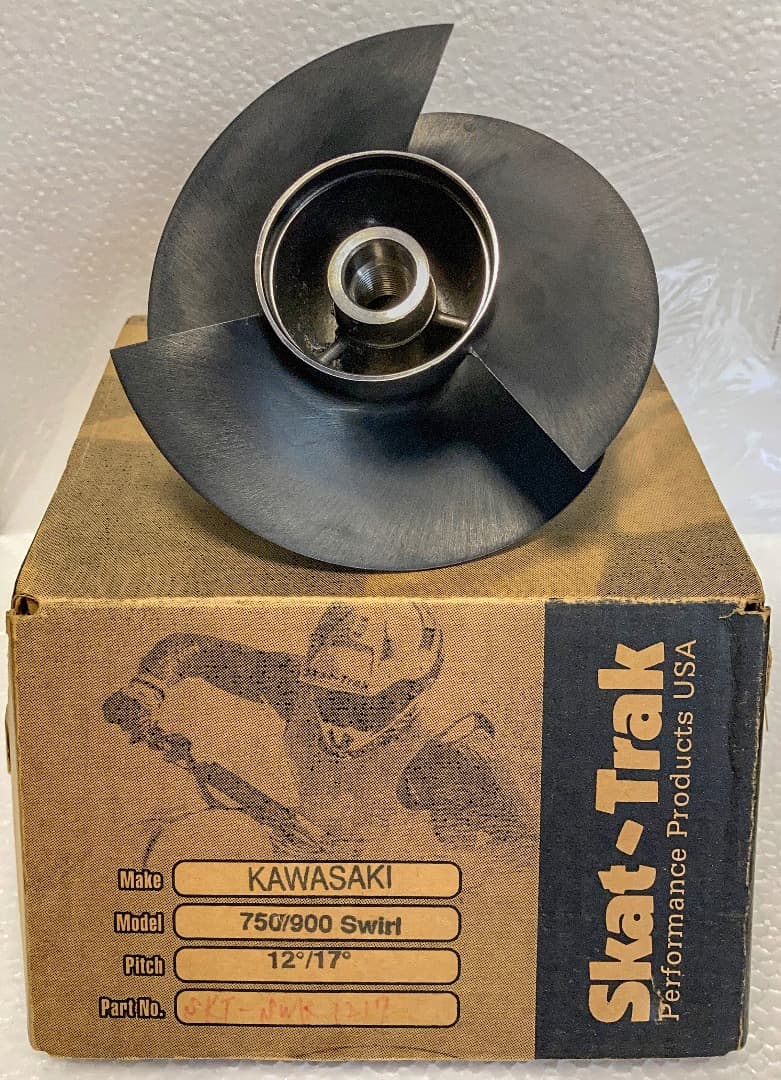 Make KAWASAKI
Model 750/900 Swirl
Pitch 12°/17°
Part No.
Skat-Trak
Performance Products USA